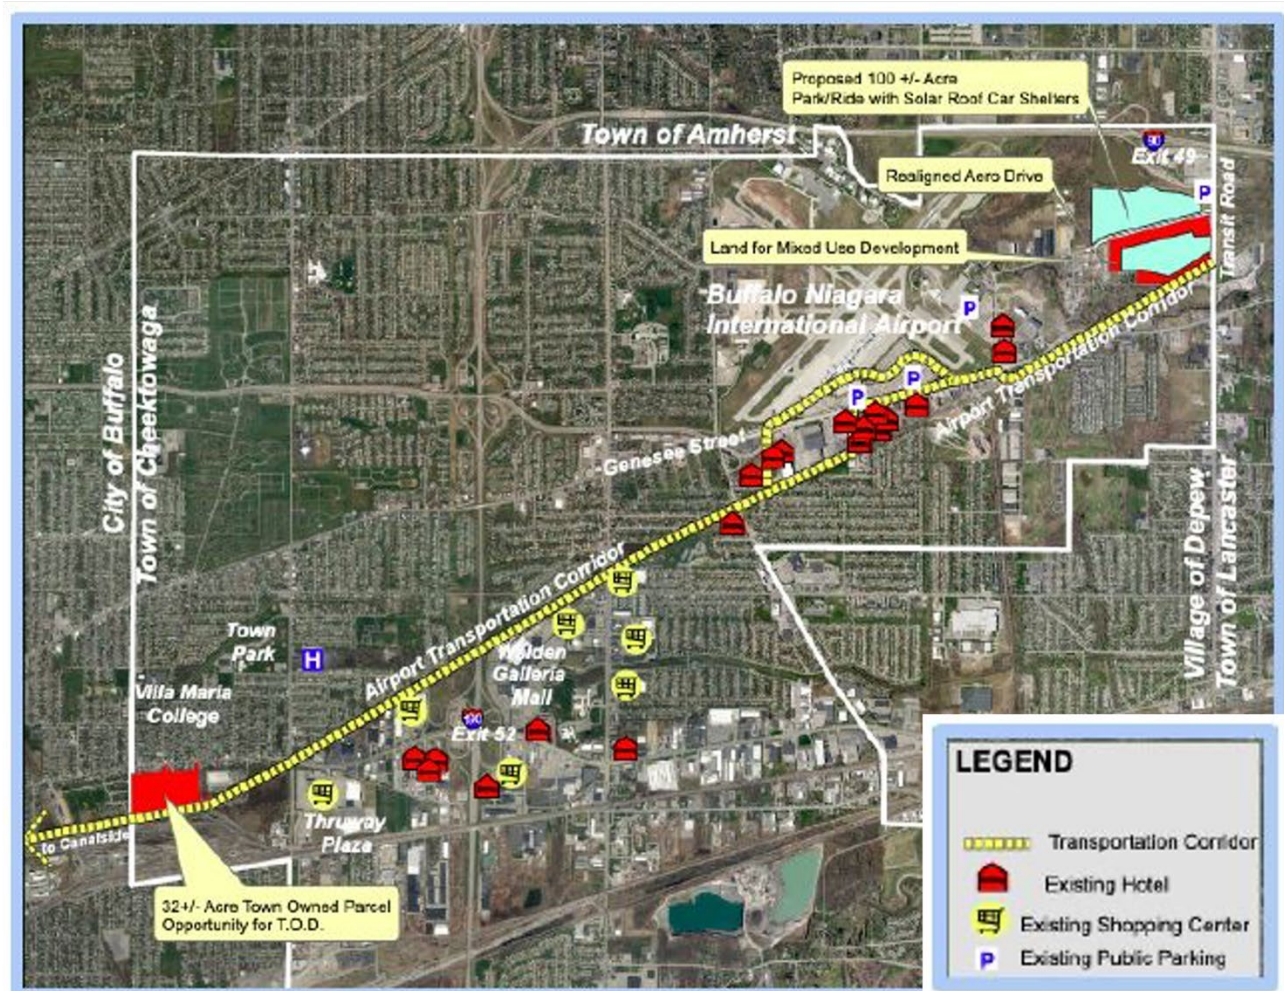 Proposed 100 +/- Acre
Park/Ride with Solar Roof Car Shelters
Town of Amherst
90
Exit 49
Realigned Aero Drive
P
Transit Road
Land for Mixed Use Development
Buffalo Niagara
International Airport
P
P
P
Airport Transportation Corridor
Genesee Street
City of Buffalo
Town of Cheektowaga
Village of Depew
Town of Lancaster
Airport Transportation Corridor
Town
Park
H
Walden
Galleria
Mall
Villa Maria
College
Exit 52
Thruway
Plaza
to Canalside
32+/- Acre Town Owned Parcel
Opportunity for T.O.D.
LEGEND
Transportation Corridor
Existing Hotel
Existing Shopping Center
P Existing Public Parking